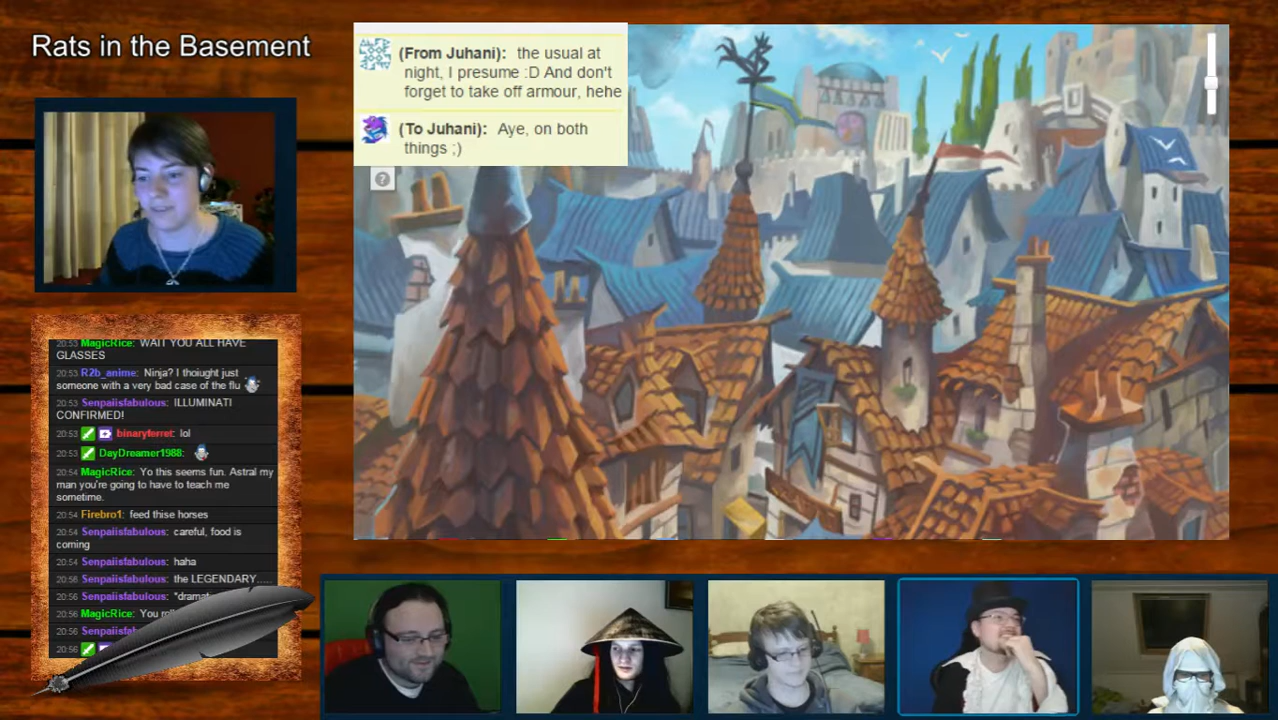 Rats in the Basement
(From Juhani): the usual at
night, I presume :D And don't
forget to take off armour, hehe
(To Juhani): Aye, on both
things ;)
?
20:53 MagicRice: WAIT YOU ALL HAVE
GLASSES
20:53 R2b_anime: Ninja? I thoiught just
someone with a very bad case of the flu
20:53 Senpaiisfabulous: ILLUMINATI
CONFIRMED!
20:53 binaryferret: lol
20:53 DayDreamer1988:
20:54 MagicRice: Yo this seems fun. Astral my
man you're going to have to teach me
sometime.
20:54 Firebro1: feed thise horses
20:54 Senpaiisfabulous: careful, food is
coming
20:54 Senpaiisfabulous: haha
20:56 Senpaiisfabulous: the LEGENDARY.....
20:56 Senpaiisfabulous:
20:56 MagicRice: You
20:56
20:56